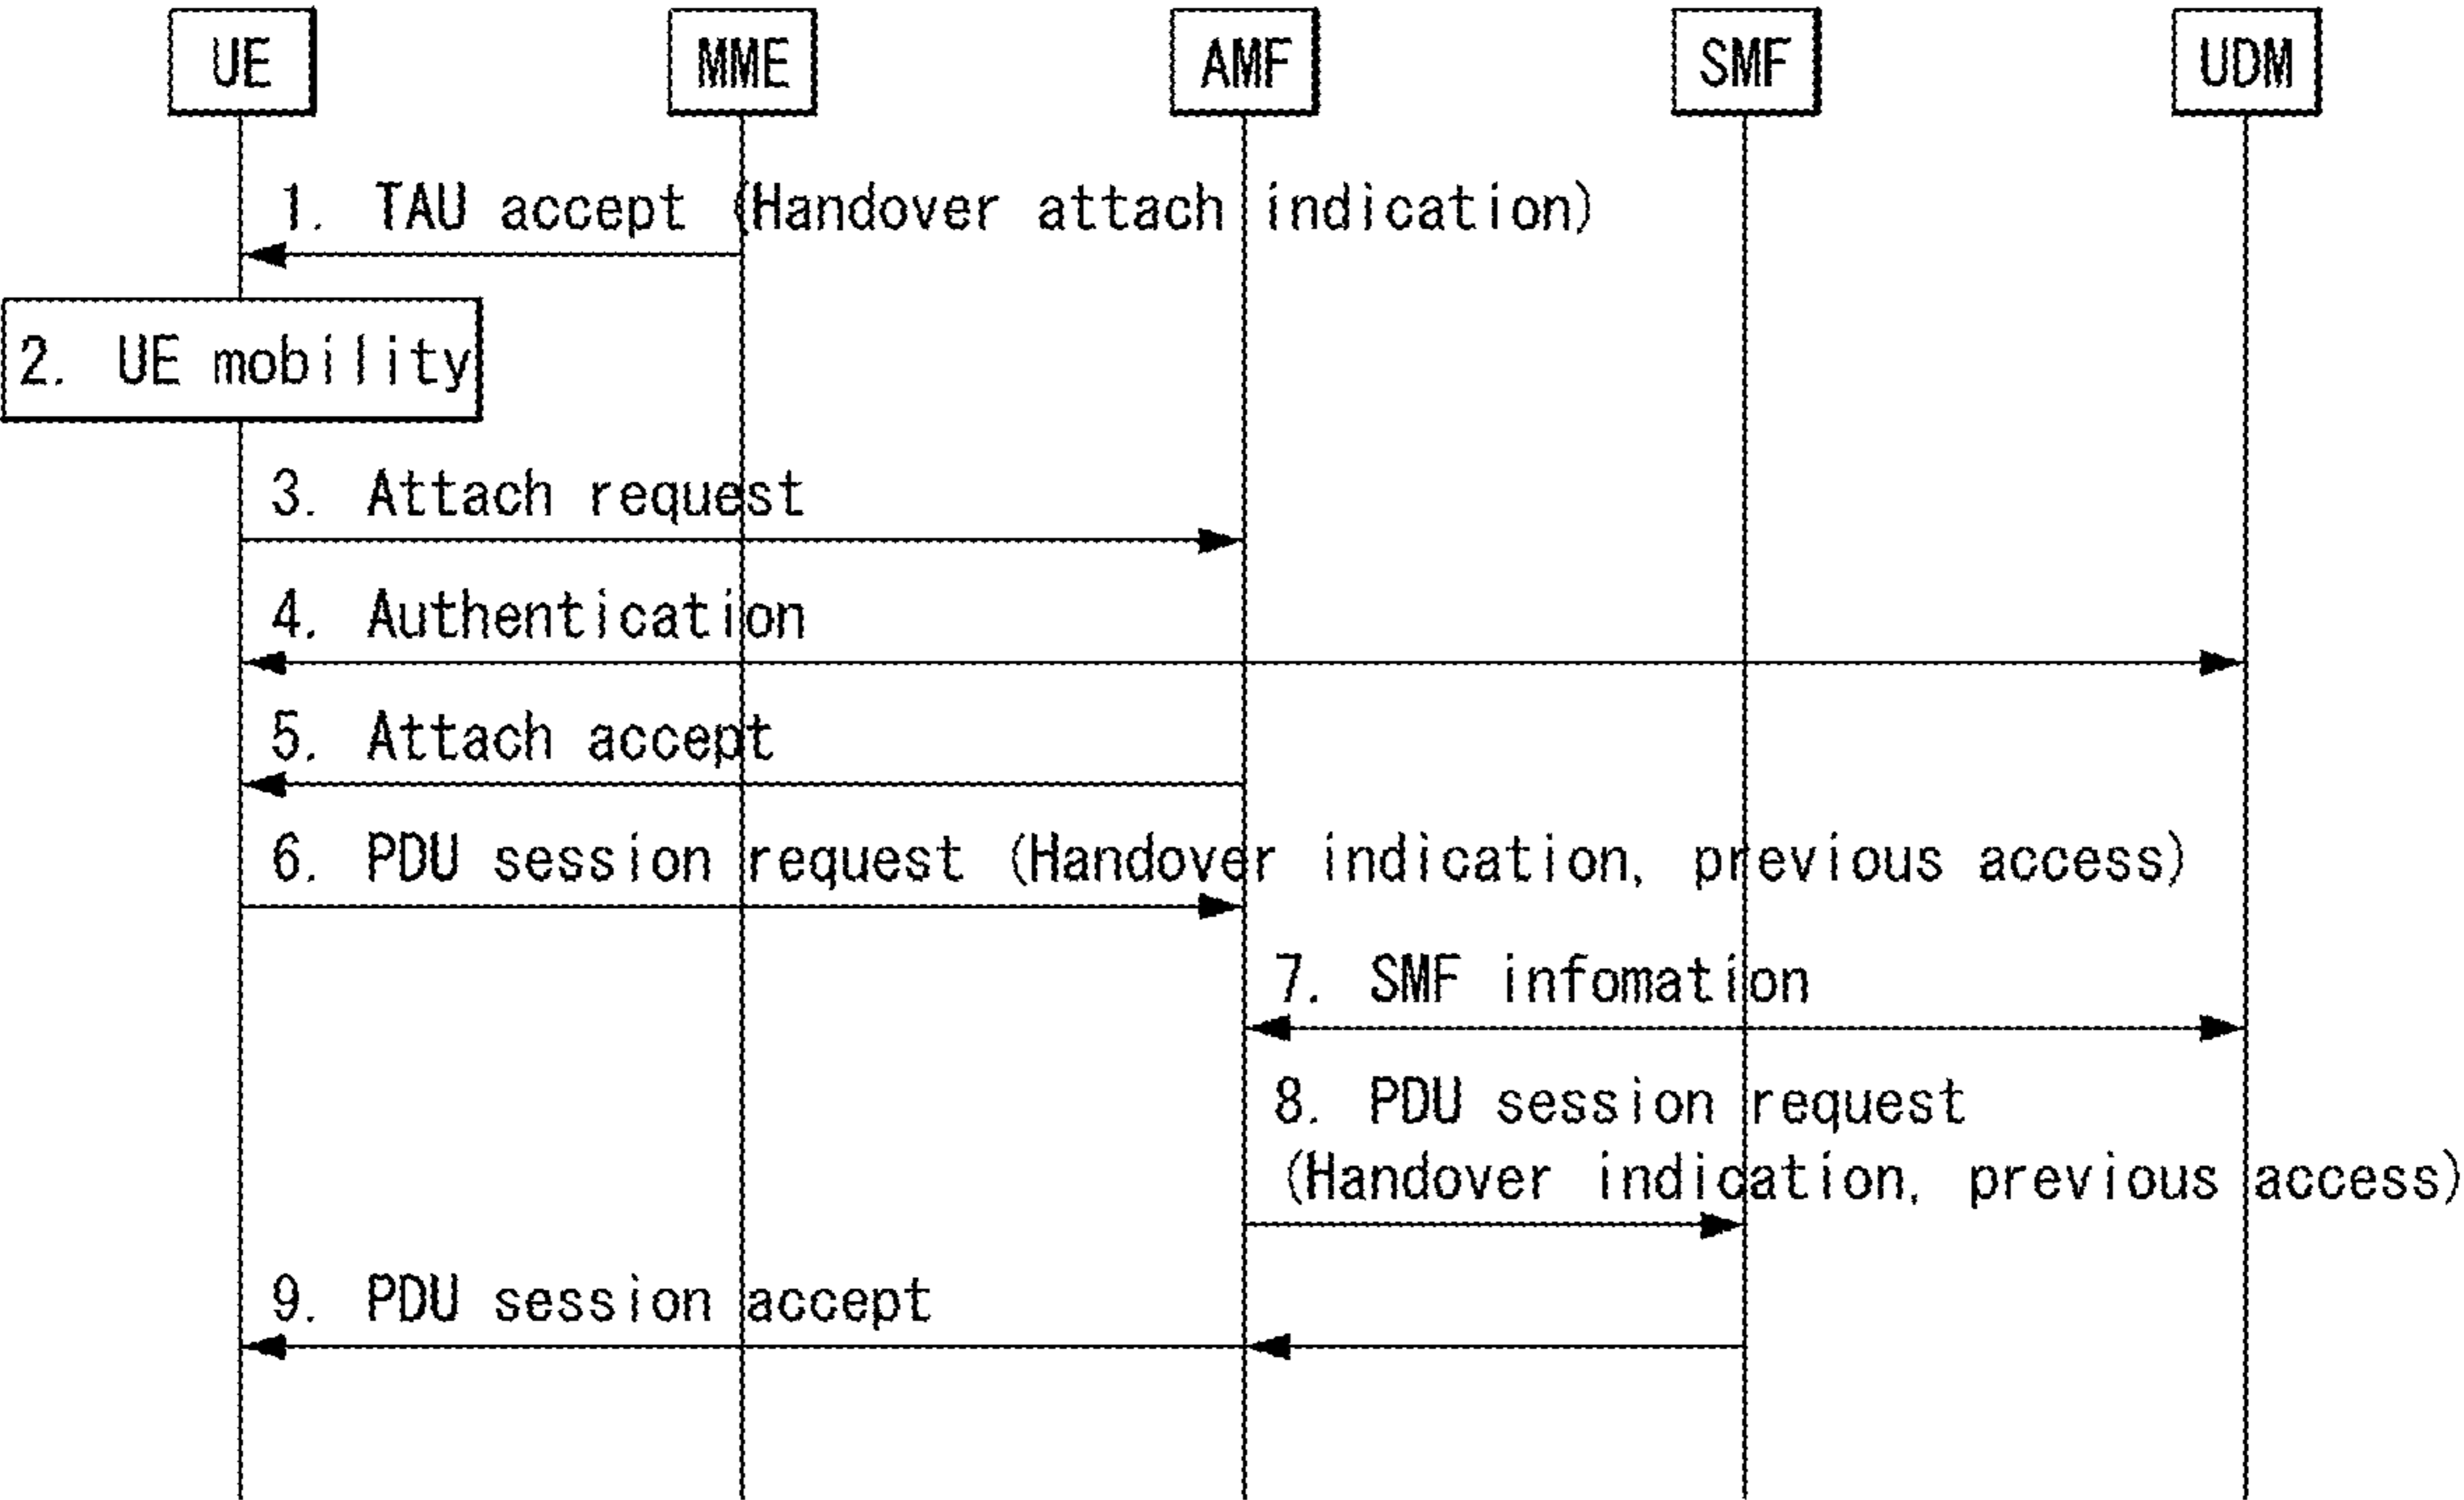 UE
MME
AMF
SMF
UDM
1. TAU accept (Handover attach indication)
2. UE mobility
3. Attach request
4. Authentication
5. Attach accept
6. PDU session request (Handover indication, previous access)
7. SMF infomation
8. PDU session request
(Handover indication, previous access)
9. PDU session accept